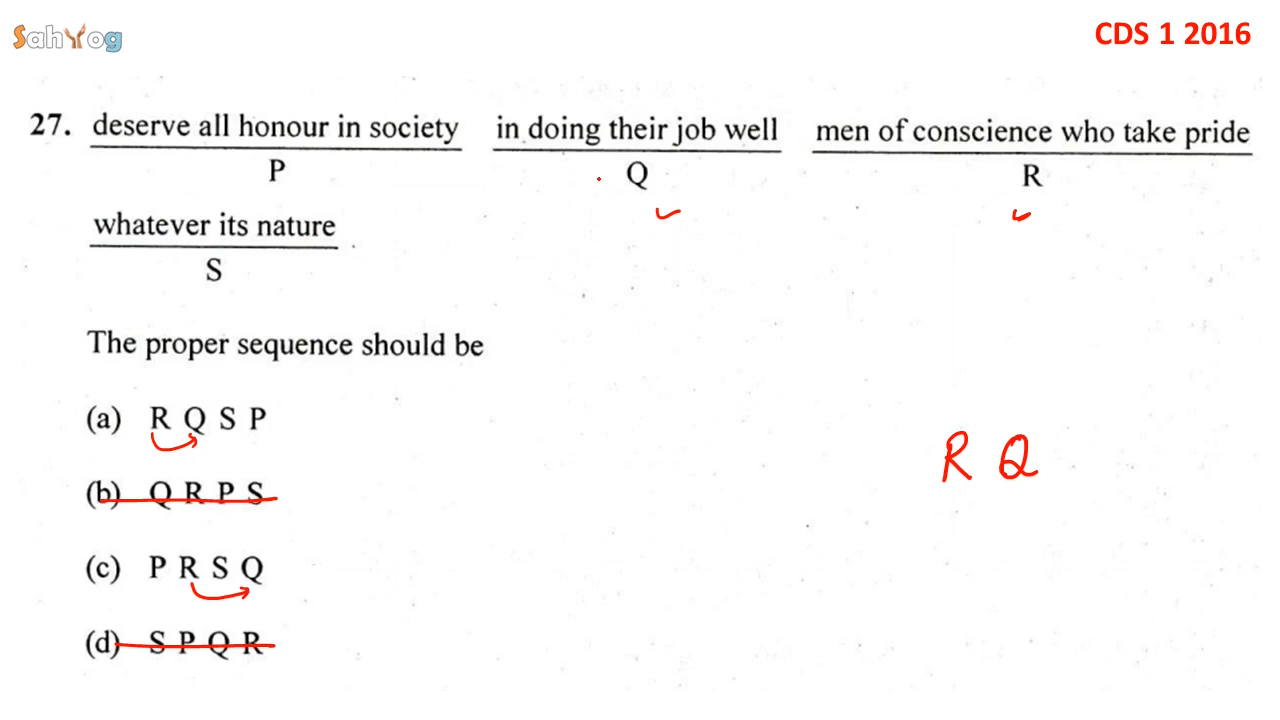 SahYog
CDS 1 2016
27. deserve all honour in society in doing their job well men of conscience who take pride
P Q R
whatever its nature .
S
The proper sequence should be
(a) R Q S P
R Q
(b) Q R P S
(c) P R S Q
(d) S P Q R